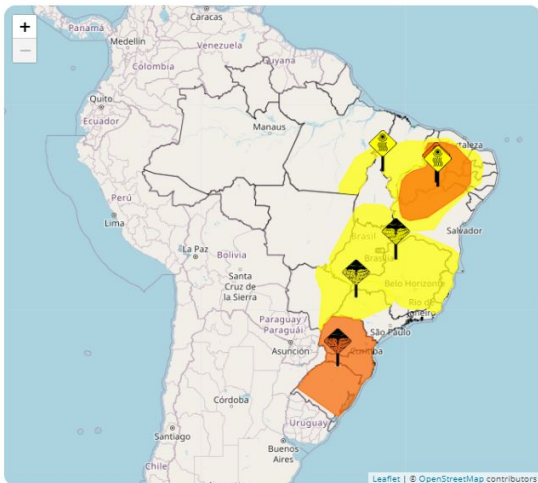 +
−
Caracas
Panamá
Medellín
Venezuela
Guyana
Colombia
Quito
Ecuador
Manaus
taleza
Perú
Lima
Salvador
Brasil
La Paz
Bolivia
Brasília
Santa
Cruz de
la Sierra
Belo Horizonte
Rio de
Janeiro
Paraguay /
Paraguái
São Paulo
Asunción
Curitiba
Córdoba
Uruguay
Santiago
Buenos
Aires
Chile
Leaflet | © OpenStreetMap contributors